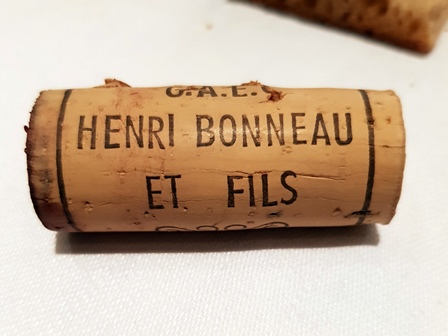 G.A.E.C
HENRI BONNEAU
ET FILS